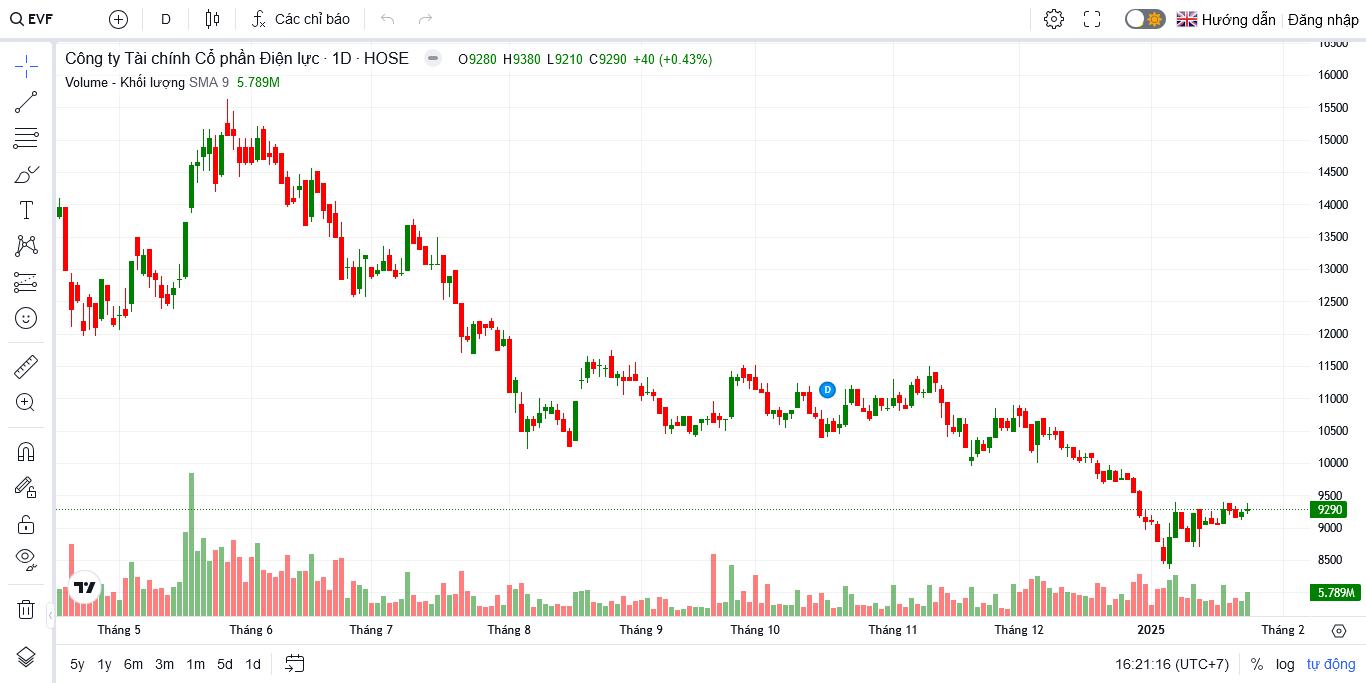 EVF D Các chỉ báo Hướng dẫn Đăng nhập
Công ty Tài chính Cổ phần Điện lực · 1D · HOSE O9280 H9380 L9210 C9290 +40 (+0.43%)
Volume - Khối lượng SMA 9 5.789M
16500
16000
15500
15000
14500
14000
13500
13000
12500
12000
11500
11000
D
10500
10000
9500
9290
9000
8500
5.789M
Tháng 5 Tháng 6 Tháng 7 Tháng 8 Tháng 9 Tháng 10 Tháng 11 Tháng 12 2025 Tháng 2
5y 1y 6m 3m 1m 5d 1d 16:21:16 (UTC+7) % log tự động